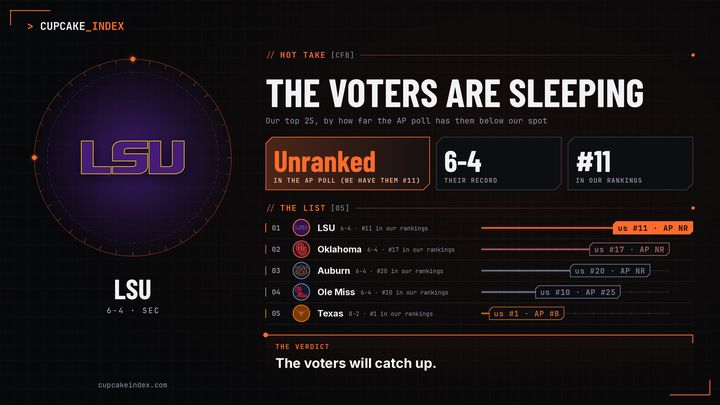 > CUPCAKE_INDEX
LSU
LSU
6-4 · SEC
cupcakeindex.com
// HOT TAKE [CFB]
THE VOTERS ARE SLEEPING
Our top 25, by how far the AP poll has them below our spot
Unranked
IN THE AP POLL (WE HAVE THEM #11)
6-4
THEIR RECORD
#11
IN OUR RANKINGS
// THE LIST [05]
01 LSU 6-4 · #11 in our rankings us #11 · AP NR
02 Oklahoma 6-4 · #17 in our rankings us #17 · AP NR
03 Auburn 6-4 · #20 in our rankings us #20 · AP NR
04 Ole Miss 6-4 · #10 in our rankings us #10 · AP #25
05 Texas 8-2 · #1 in our rankings us #1 · AP #8
THE VERDICT
The voters will catch up.